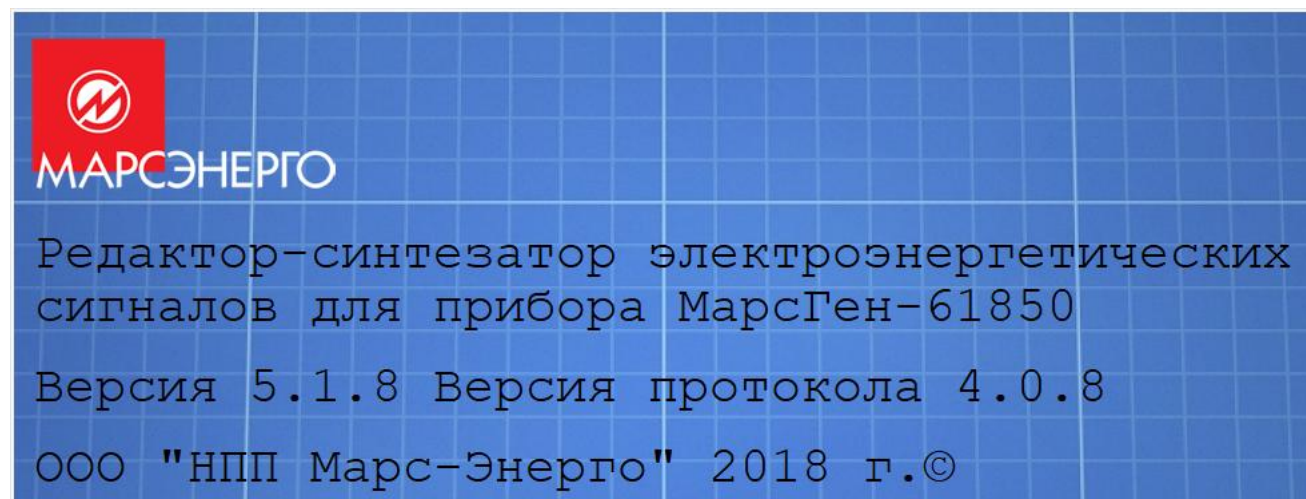 МАРСЭНЕРГО
Редактор-синтезатор электроэнергетических
сигналов для прибора МарсГен-61850
Версия 5.1.8 Версия протокола 4.0.8
ООО "НПП Марс-Энерго" 2018 г.©